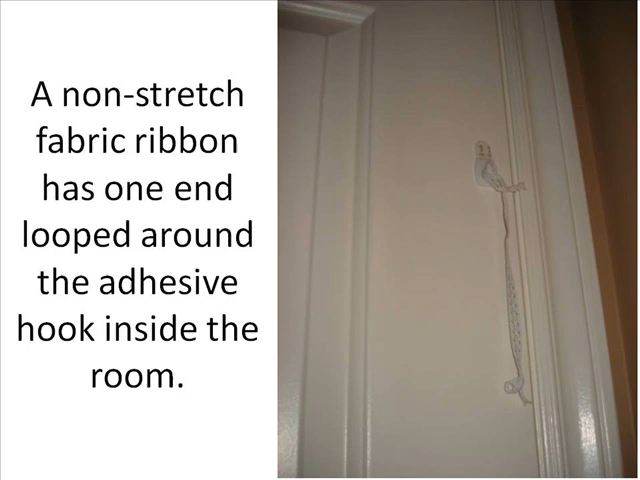 A non-stretch
fabric ribbon
has one end
looped around
the adhesive
hook inside the
room.